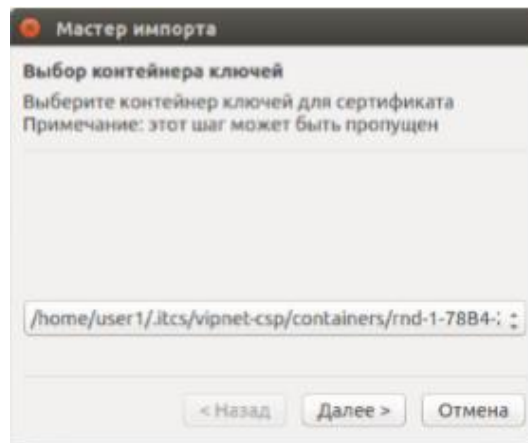 Мастер импорта
Выбор контейнера ключей
Выберите контейнер ключей для сертификата
Примечание: этот шаг может быть пропущен
/home/user1/.itcs/vipnet-csp/containers/rnd-1-78B4-
< Назад Далее > Отмена